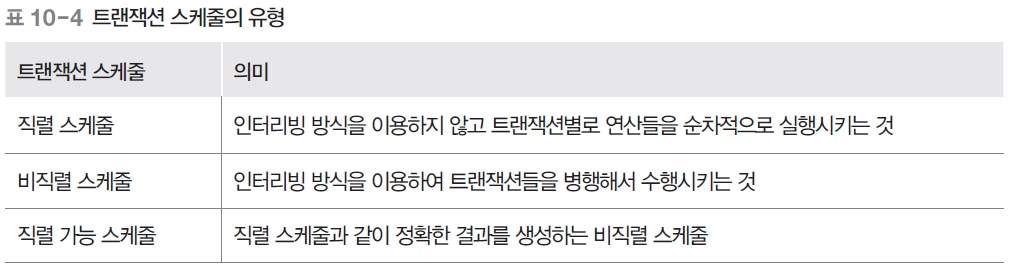 표 10-4 트랜잭션 스케줄의 유형
트랜잭션 스케줄 의미
직렬 스케줄 인터리빙 방식을 이용하지 않고 트랜잭션별로 연산들을 순차적으로 실행시키는 것
비직렬 스케줄 인터리빙 방식을 이용하여 트랜잭션들을 병행해서 수행시키는 것
직렬 가능 스케줄 직렬 스케줄과 같이 정확한 결과를 생성하는 비직렬 스케줄